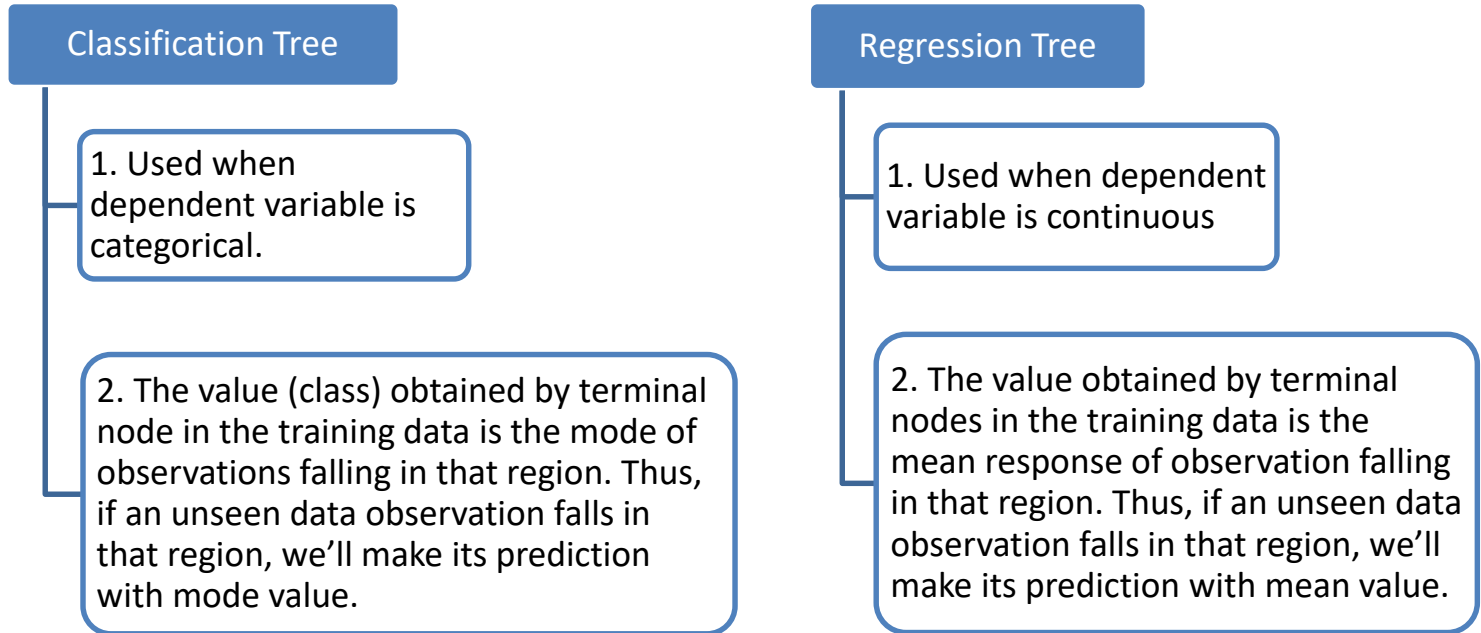 Classification Tree
1. Used when
dependent variable is
categorical.
2. The value (class) obtained by terminal
node in the training data is the mode of
observations falling in that region. Thus,
if an unseen data observation falls in
that region, we’ll make its prediction
with mode value.
Regression Tree
1. Used when dependent
variable is continuous
2. The value obtained by terminal
nodes in the training data is the
mean response of observation falling
in that region. Thus, if an unseen data
observation falls in that region, we’ll
make its prediction with mean value.